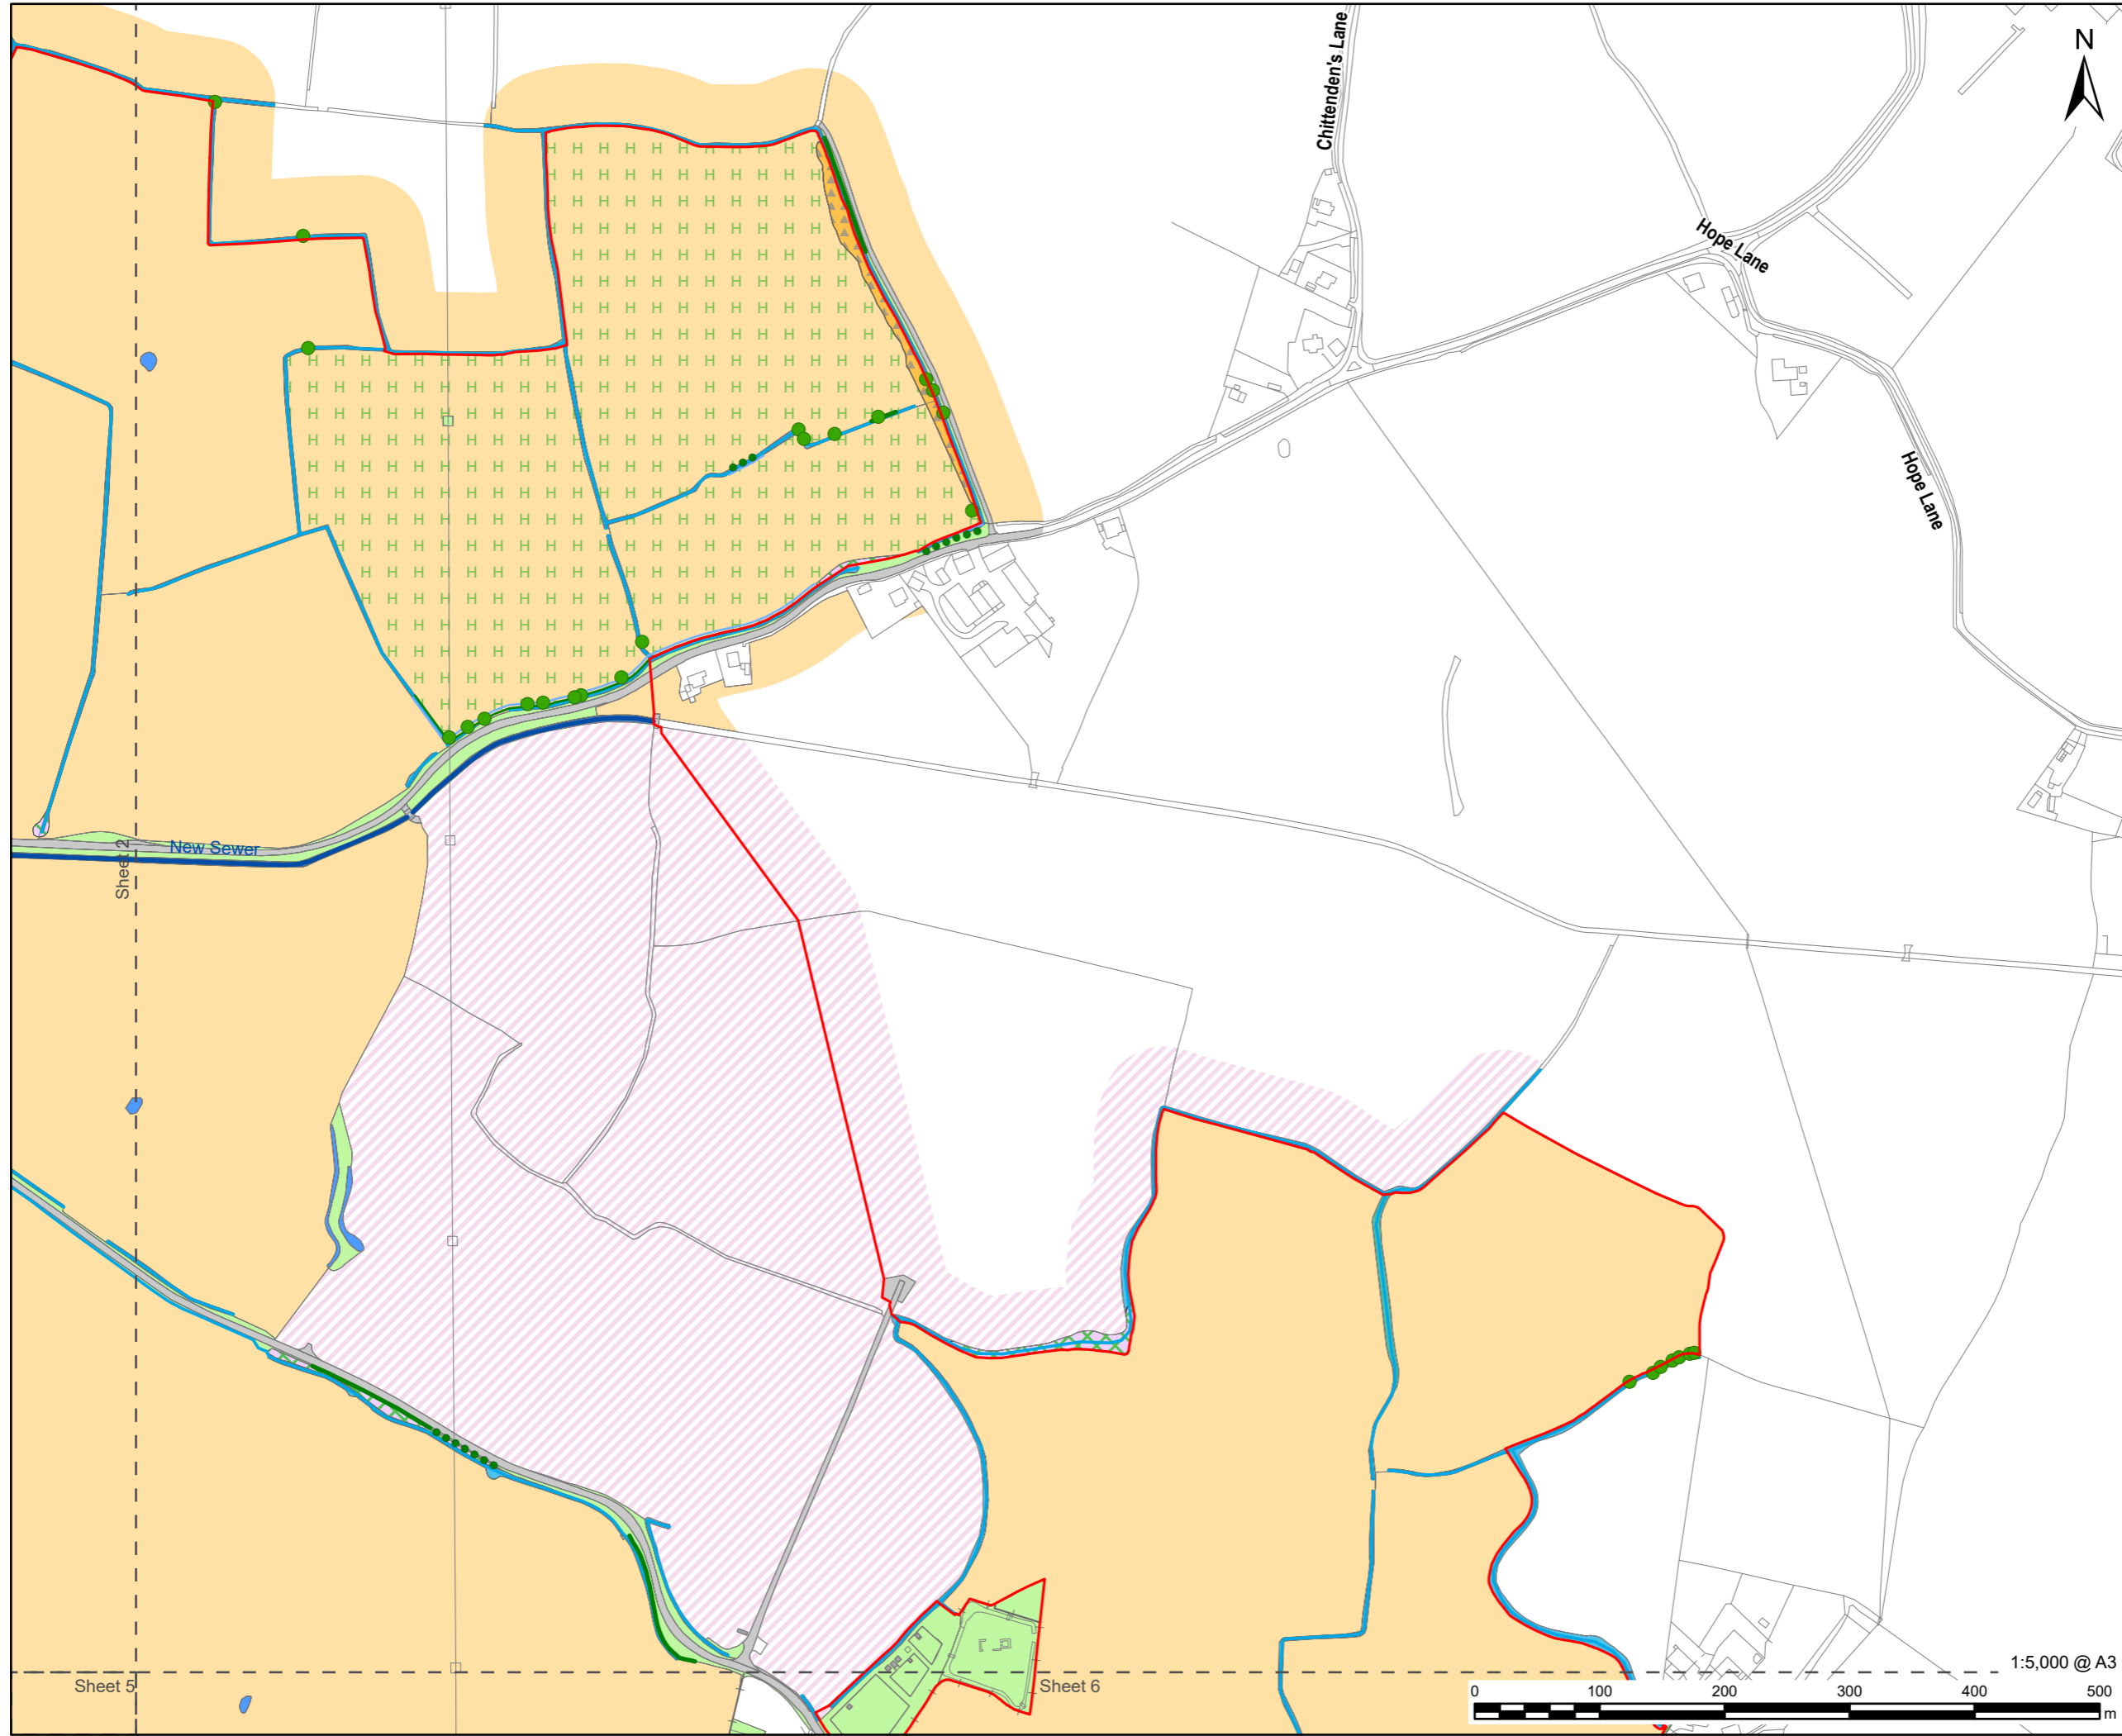 N
Chittenden's Lane
Hope Lane
Hope Lane
New Sewer
Sheet 2
1:5,000 @ A3
Sheet 5
Sheet 6
0 100 200 300 400 500
m